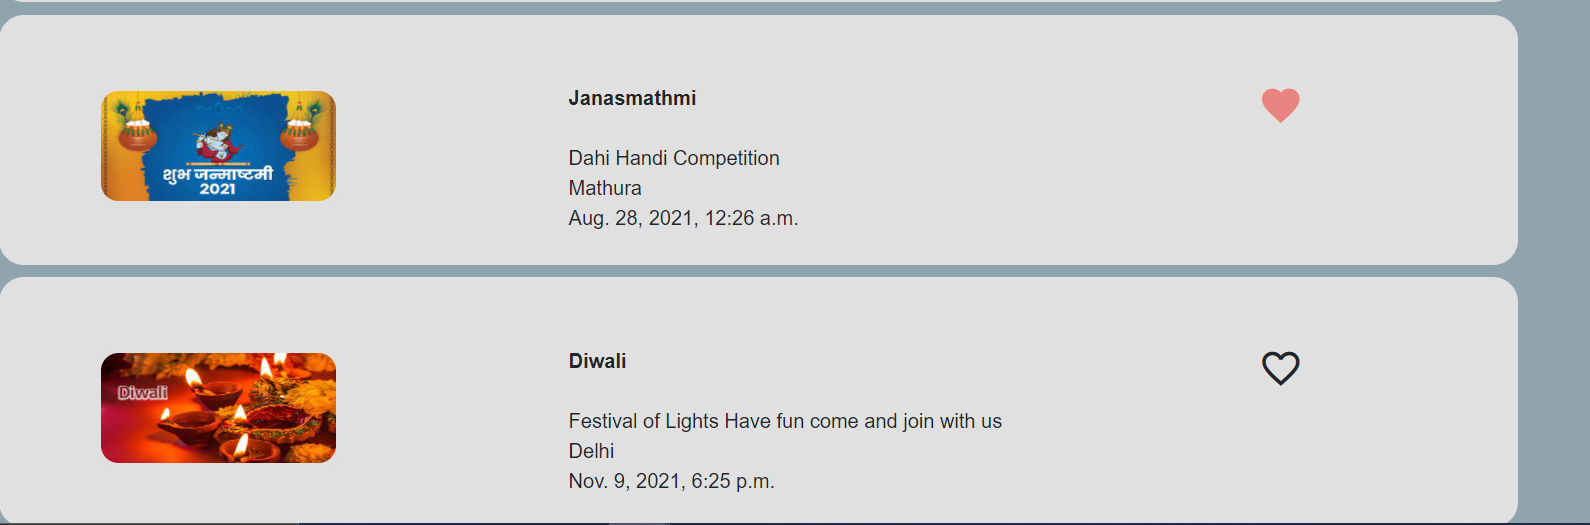 शुभ जन्माष्टमी
2021
Janasmathmi
Dahi Handi Competition
Mathura
Aug. 28, 2021, 12:26 a.m.
Diwali
Diwali
Festival of Lights Have fun come and join with us
Delhi
Nov. 9, 2021, 6:25 p.m.